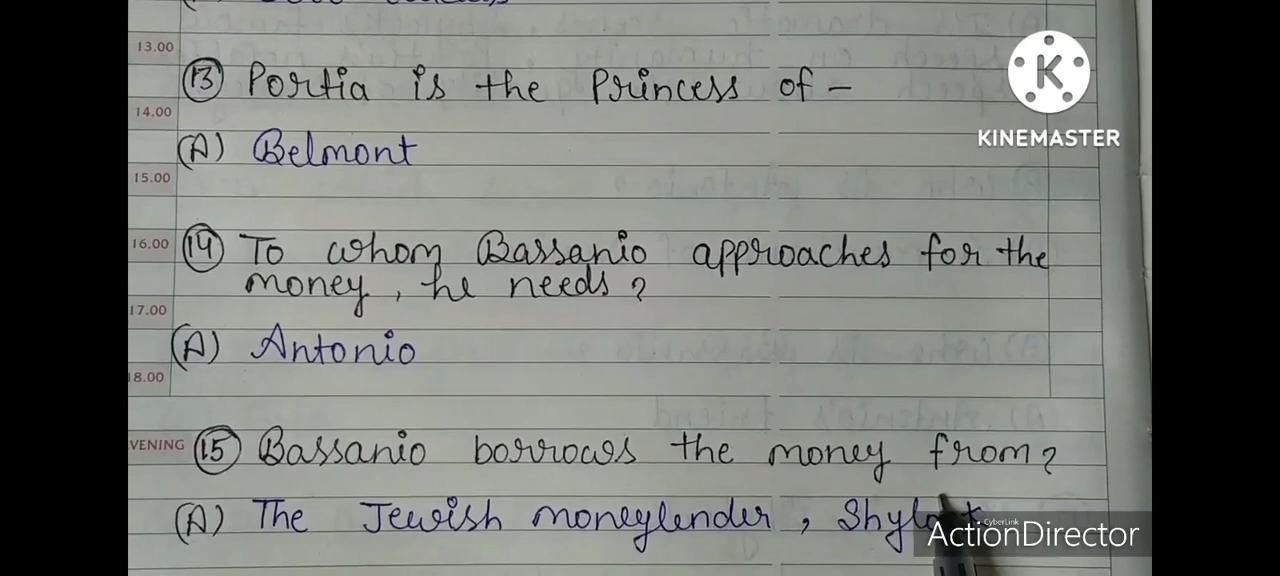 13.00
(13) Portia is the Princess of -
14.00
(A) Belmont
15.00
16.00
(14) To whom Bassanio approaches for the
money, he needs?
17.00
(A) Antonio
18.00
VENING
(15) Bassanio borrows the money from?
(A) The Jewish moneylender,
KINEMASTER
CyberLink
ActionDirector